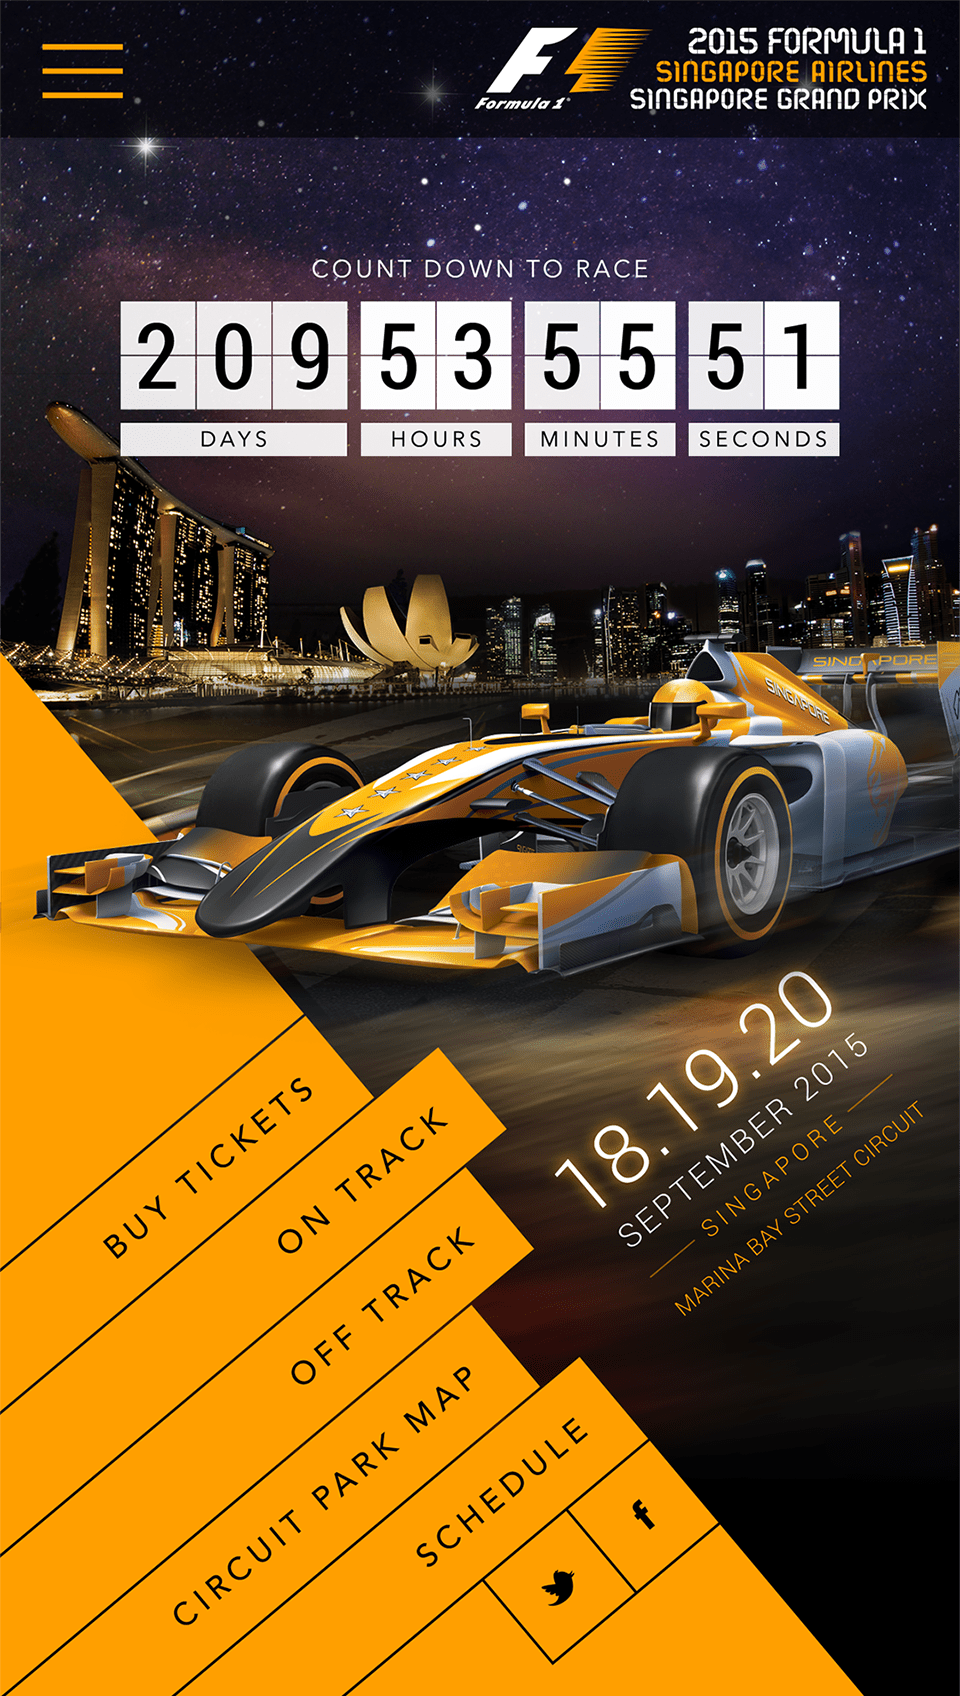 Formula 1
2015 FORMULA 1
SINGAPORE AIRLINES
SINGAPORE GRAND PRIX
COUNT DOWN TO RACE
209 53 55 51
DAYS HOURS MINUTES SECONDS
SINGAPORE
SINGAPORE
18.19.20
SEPTEMBER 2015
SINGAPORE
MARINA BAY STREET CIRCUIT
BUY TICKETS
ON TRACK
OFF TRACK
CIRCUIT PARK MAP
SCHEDULE
f